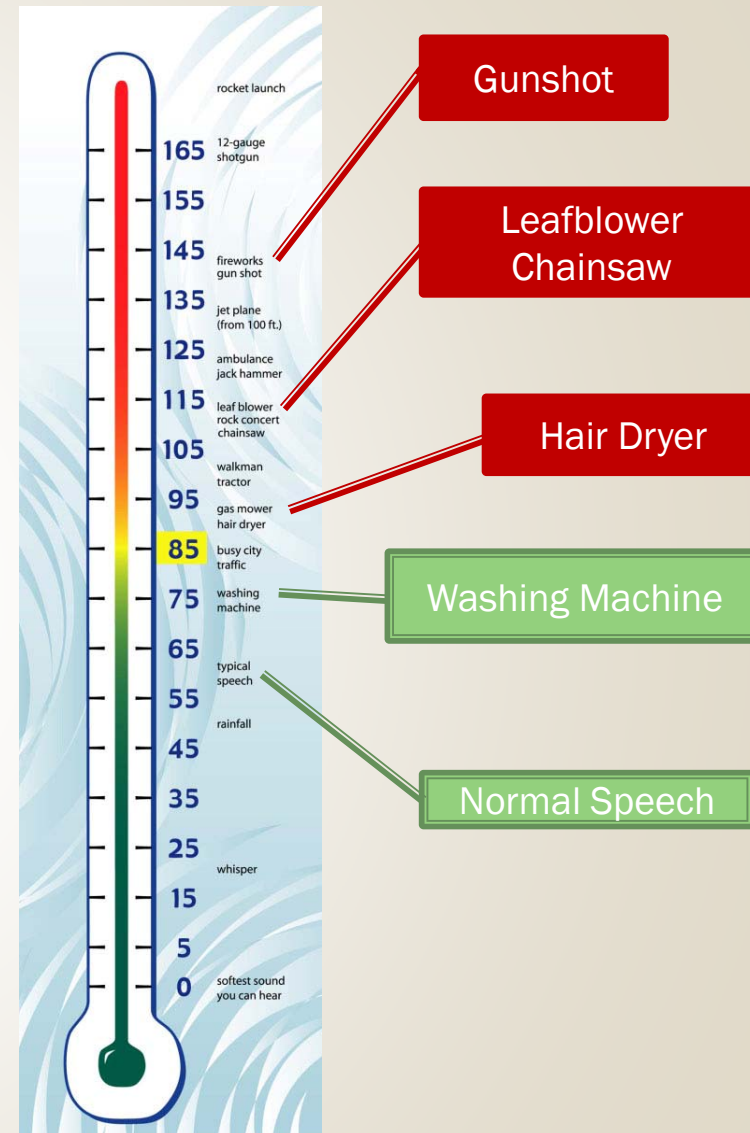 rocket launch
165
12-gauge
shotgun
155
145
fireworks
gun shot
135
jet plane
(from 100 ft.)
125
ambulance
jack hammer
115
leaf blower
rock concert
chainsaw
105
walkman
tractor
95
gas mower
hair dryer
85
busy city
traffic
75
washing
machine
65
typical
speech
55
rainfall
45
35
25
whisper
15
5
0
softest sound
you can hear
Gunshot
Leafblower
Chainsaw
Hair Dryer
Washing Machine
Normal Speech